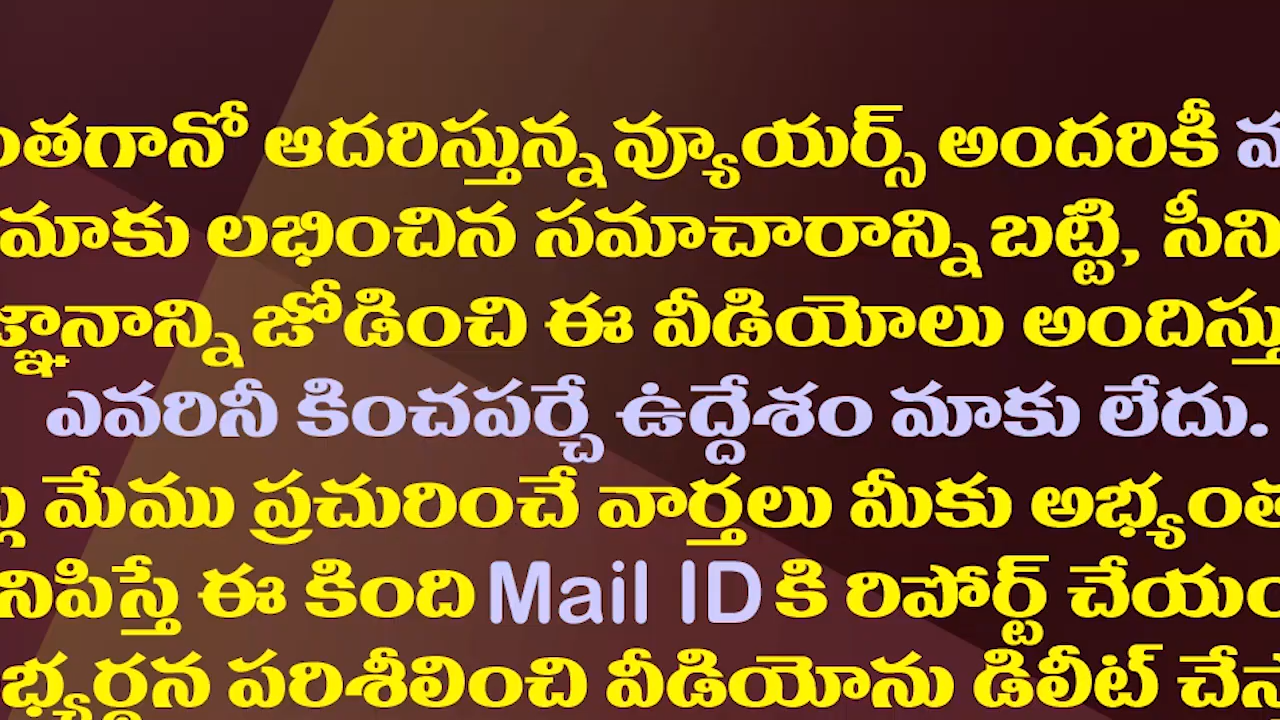 ఆదరిస్తున్న వ్యూయర్స్ అందరికీ
మాకు లభించిన సమాచారాన్ని బట్టి,
జోడించి ఈ వీడియోలు
ఎవరినీ కించపర్చే ఉద్దేశం మాకు లేదు.
మేము ప్రచురించే వార్తలు మీకు
ఈ కింది Mail ID కి రిపోర్ట్
పరిశీలించి వీడియోను డిలీట్